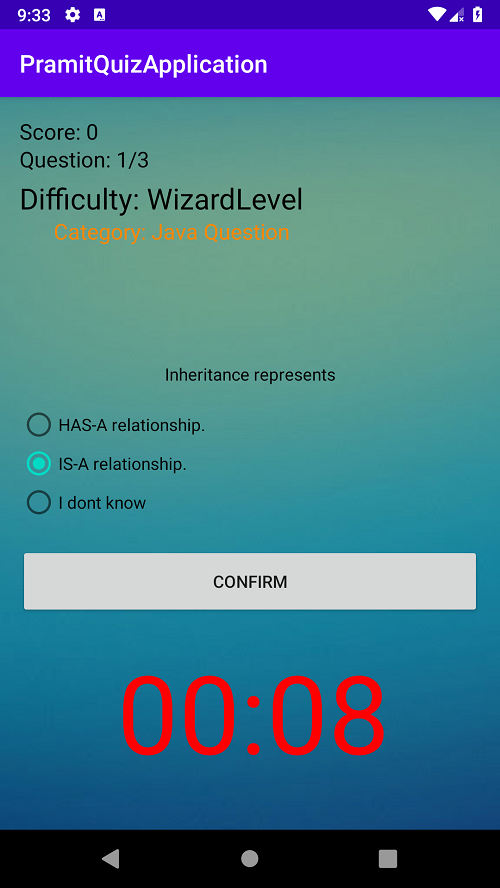 9:33
PramitQuizApplication
Score: 0
Question: 1/3
Difficulty: WizardLevel
Category: Java Question
Inheritance represents
HAS-A relationship.
IS-A relationship.
I dont know
CONFIRM
00:08